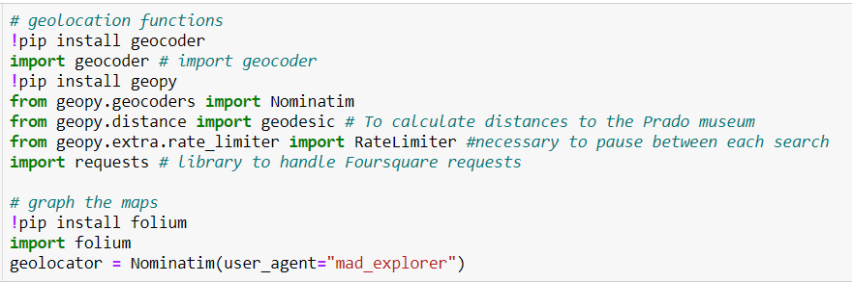 # geolocation functions
!pip install geocoder
import geocoder # import geocoder
!pip install geopy
from geopy.geocoders import Nominatim
from geopy.distance import geodesic # To calculate distances to the Prado museum
from geopy.extra.rate_limiter import RateLimiter #necessary to pause between each search
import requests # library to handle Foursquare requests
# graph the maps
!pip install folium
import folium
geolocator = Nominatim(user_agent="mad_explorer")